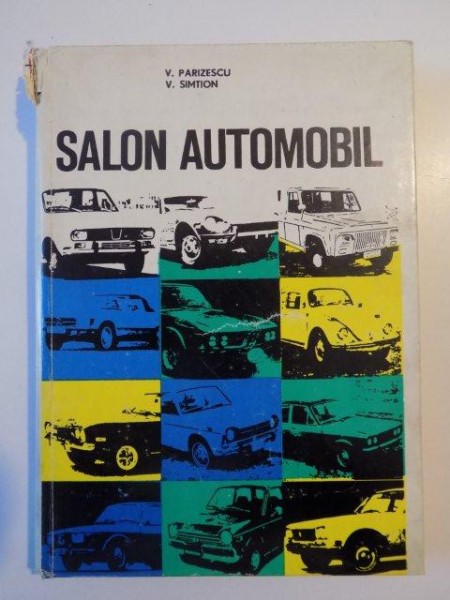 V. PARIZESCU
V. SIMTION
SALON AUTOMOBIL